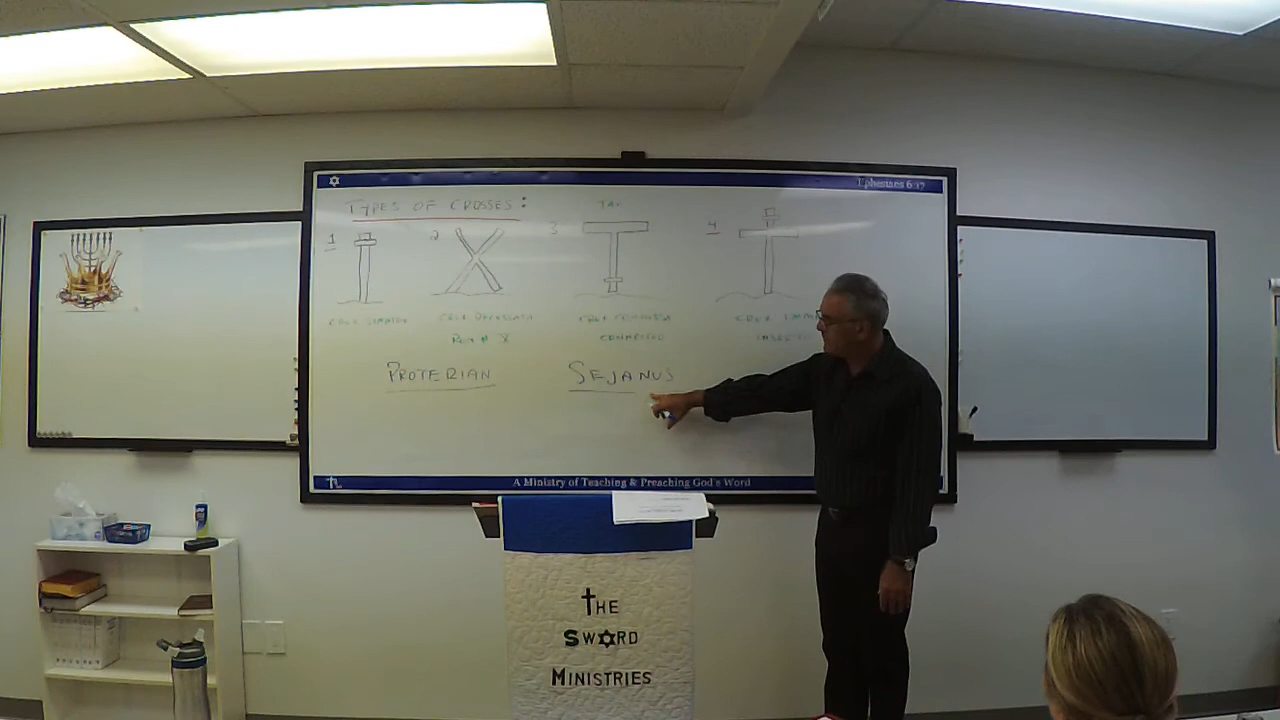 Ephesians 6:17
TYPES OF CROSSES:
TAU
1 2 3 4
CRUX SIMPLEX CRUX DECUSSATA CRUX COMMISSA CRUX
PROTERIAN SEJANUS
A Ministry of Teaching & Preaching God's Word
THE
SWORD
MINISTRIES